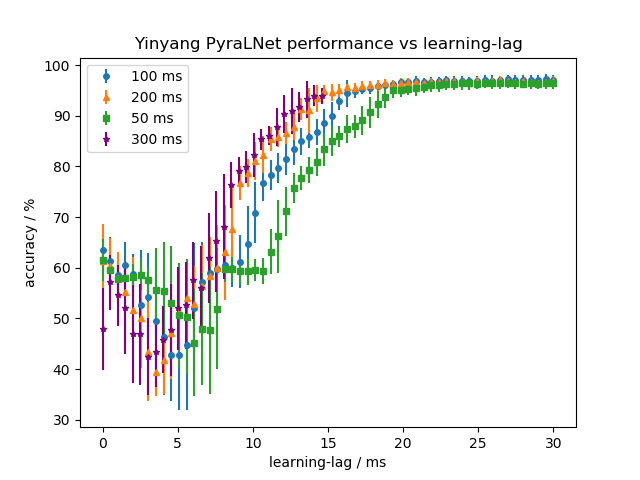 Yinyang PyraLNet performance vs learning-lag
100
90
80
70
60
50
40
30
accuracy / %
100 ms
200 ms
50 ms
300 ms
0 5 10 15 20 25 30
learning-lag / ms